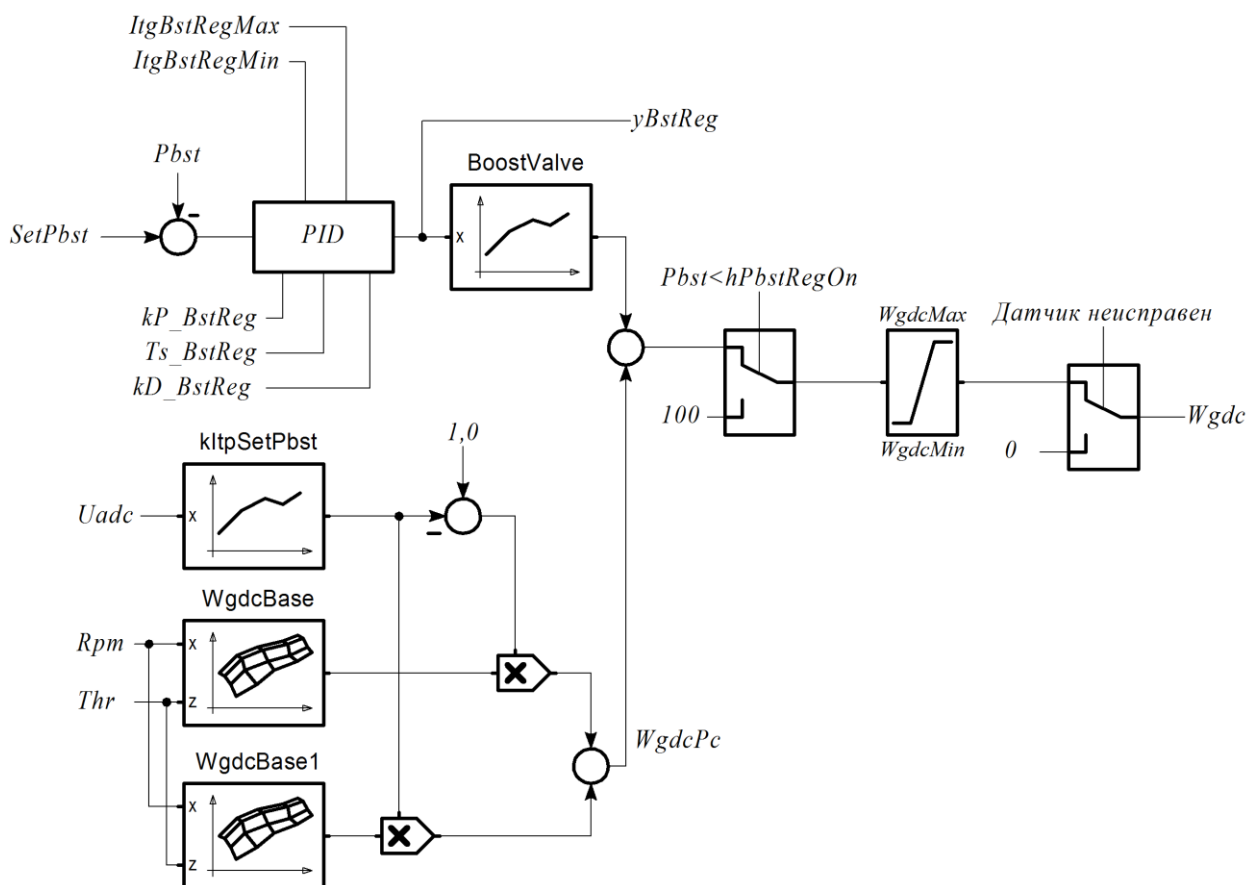 ItgBstRegMax
ItgBstRegMin
yBstReg
Pbst
BoostValve
SetPbst
-
PID
X
Pbst<hPbstRegOn
kP_BstReg
Ts_BstReg
kD_BstReg
WgdcMax
Датчик неисправен
100
WgdcMin
0
Wgdc
kItpSetPbst
1,0
Uadc
X
-
WgdcBase
Rpm
X
Thr
Z
WgdcPc
WgdcBase1
X
Z